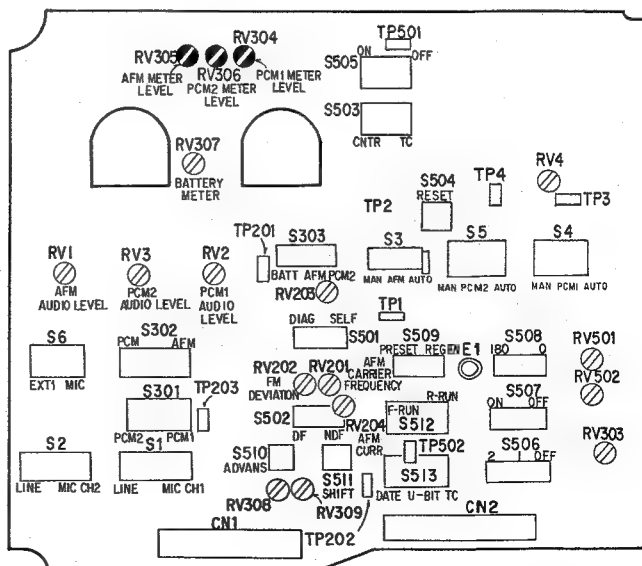 RV304
RV305
RV306
AFM METER
LEVEL
PCM2 METER
LEVEL
PCM1 METER
LEVEL
TP501
ON
OFF
S505
S503
CNTR TC
RV307
BATTERY
METER
RV4
TP4
TP3
S504
RESET
TP2
TP201
S303
BATT AFM PCM2
S3
MAN AFM AUTO
S5
MAN PCM2 AUTO
S4
MAN PCM1 AUTO
RV1
AFM
AUDIO LEVEL
RV3
PCM2
AUDIO LEVEL
RV2
PCM1
AUDIO
LEVEL
RV203
TP1
DIAG SELF
S501
S509
PRESET REGEN
E1
S508
180 0
RV501
RV502
S6
EXT1 MIC
S302
PCM AFM
RV202
FM
DEVIATION
RV201
AFM
CARRIER
FREQUENCY
S507
ON OFF
S301
PCM2 PCM1
TP203
S502
DF NDF
RV204
AFM
CURR
R-RUN
F-RUN
S512
TP502
RV303
S2
LINE MIC CH2
S1
LINE MIC CH1
S510
ADVANS
S511
SHIFT
S513
DATE U-BIT TC
S506
2 1 OFF
RV308
RV309
TP202
CN1
CN2